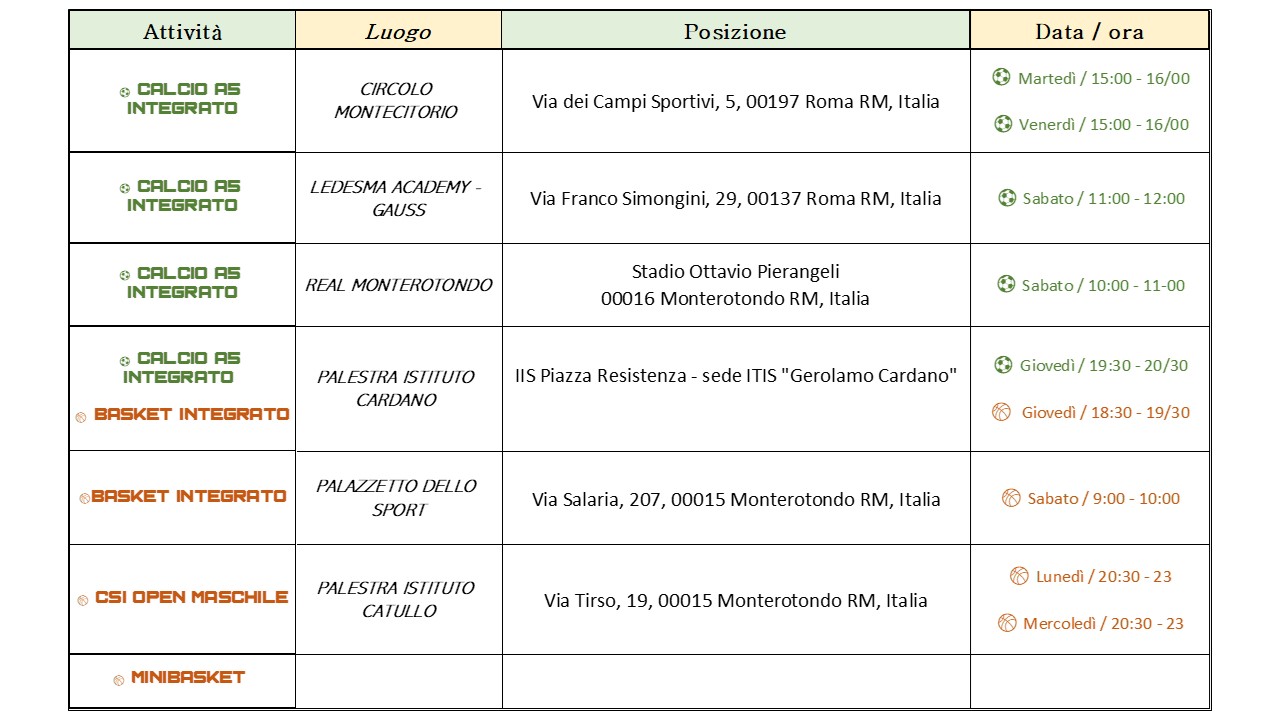 Attività
Luogo
Posizione
Data / ora
CALCIO A5
INTEGRATO
CIRCOLO
MONTECITORIO
Via dei Campi Sportivi, 5, 00197 Roma RM, Italia
Martedì / 15:00 - 16/00
Venerdì / 15:00 - 16/00
CALCIO A5
INTEGRATO
LEDESMA ACADEMY -
GAUSS
Via Franco Simongini, 29, 00137 Roma RM, Italia
Sabato / 11:00 - 12:00
CALCIO A5
INTEGRATO
REAL MONTEROTONDO
Stadio Ottavio Pierangeli
00016 Monterotondo RM, Italia
Sabato / 10:00 - 11-00
CALCIO A5
INTEGRATO
BASKET INTEGRATO
PALESTRA ISTITUTO
CARDANO
IIS Piazza Resistenza - sede ITIS "Gerolamo Cardano"
Giovedì / 19:30 - 20/30
Giovedì / 18:30 - 19/30
BASKET INTEGRATO
PALAZZETTO DELLO
SPORT
Via Salaria, 207, 00015 Monterotondo RM, Italia
Sabato / 9:00 - 10:00
CSI OPEN MASCHILE
PALESTRA ISTITUTO
CATULLO
Via Tirso, 19, 00015 Monterotondo RM, Italia
Lunedì / 20:30 - 23
Mercoledì / 20:30 - 23
MINIBASKET